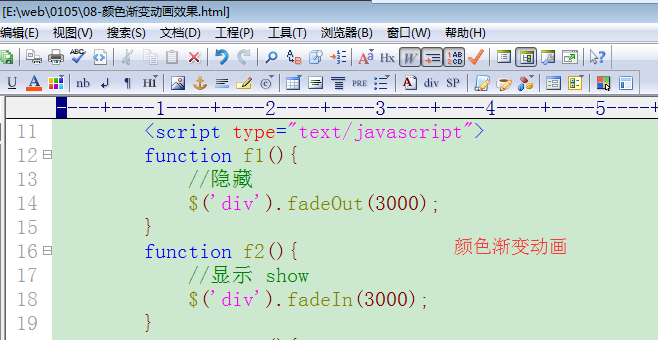 [E:\web\0105\08-颜色渐变动画效果.html]
编辑(E) 视图(V) 搜索(S) 文档(D) 工程(P) 工具(T) 浏览器(B) 窗口(W) 帮助(H)
Hx W
U A nb ¶ HI A div SP
----1----+----2----+----3----+----4----+----5----+
11 <script type="text/javascript">
12 function f1(){
13 //隐藏
14 $('div').fadeOut(3000);
15 }
16 function f2(){
颜色渐变动画
17 //显示 show
18 $('div').fadeIn(3000);
19 }